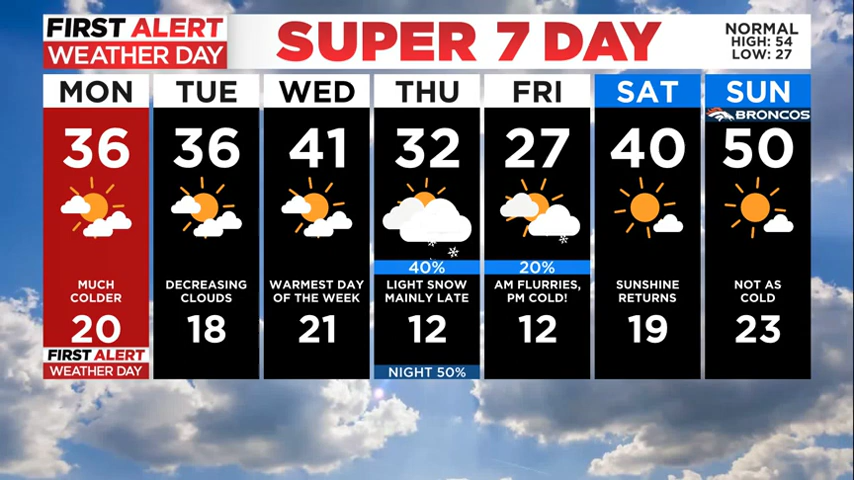 FIRST ALERT
WEATHER DAY
SUPER 7 DAY
NORMAL
HIGH: 54
LOW: 27
MON
36
MUCH
COLDER
20
FIRST ALERT
WEATHER DAY
TUE
36
DECREASING
CLOUDS
18
WED
41
WARMEST DAY
OF THE WEEK
21
THU
32
40%
LIGHT SNOW
MAINLY LATE
12
NIGHT 50%
FRI
27
20%
AM FLURRIES,
PM COLD!
12
SAT
40
SUNSHINE
RETURNS
19
SUN
BRONCOS
50
NOT AS
COLD
23